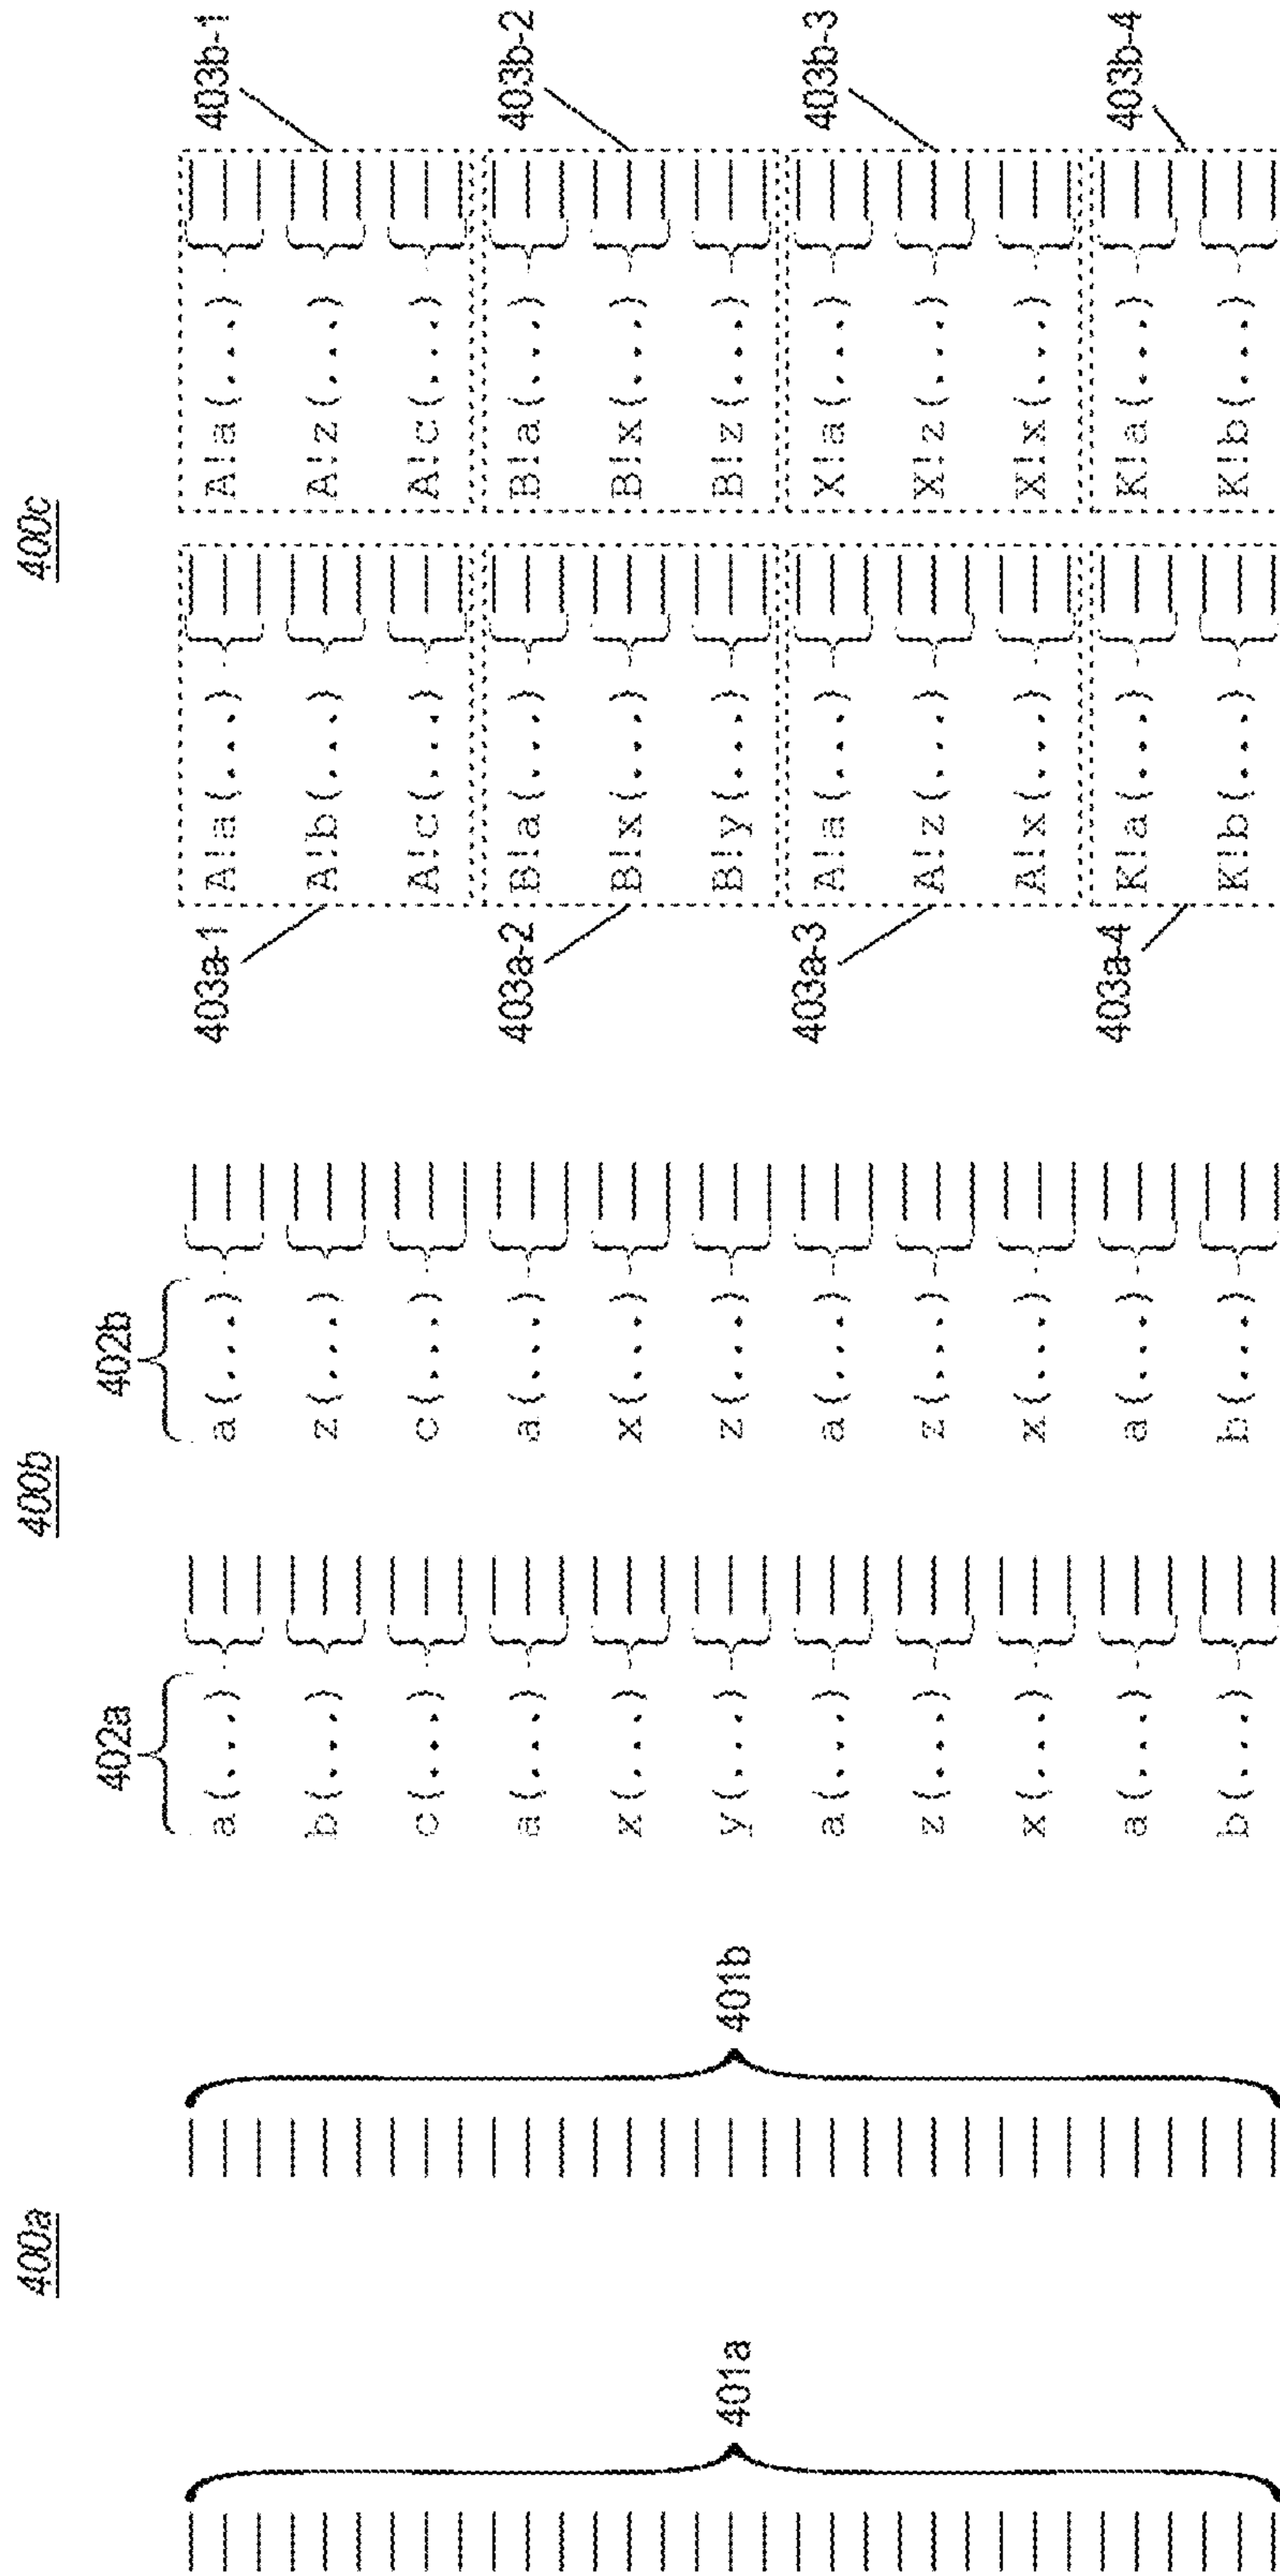 400a 400b 400c
402a 402b
a(...) a(...) 403a-1 A!a(...) A!a(...) 403b-1
b(...) z(...) A!b(...) A!z(...)
c(...) c(...) A!c(...) A!c(...)
a(...) a(...) 403a-2 B!a(...) B!a(...) 403b-2
x(...) x(...) B!x(...) B!x(...)
401a 401b y(...) z(...) B!y(...) B!z(...)
a(...) a(...) 403a-3 A!a(...) X!a(...) 403b-3
z(...) z(...) A!z(...) X!z(...)
x(...) x(...) A!x(...) X!x(...)
a(...) a(...) 403a-4 K!a(...) K!a(...) 403b-4
b(...) b(...) K!b(...) K!b(...)